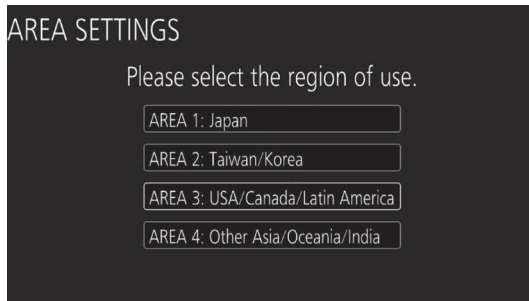 AREA SETTINGS
Please select the region of use.
AREA 1: Japan
AREA 2: Taiwan/Korea
AREA 3: USA/Canada/Latin America
AREA 4: Other Asia/Oceania/India